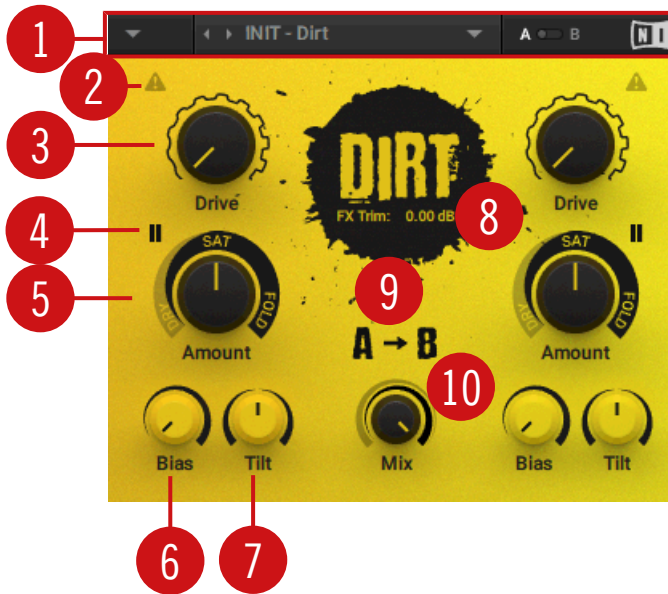 1
INIT - Dirt
A B
NI
2
3
DIRT
Drive
Drive
FX Trim: 0.00 dB
8
4
II
II
SAT
SAT
5
DRY
FOLD
DRY
FOLD
9
Amount
Amount
A → B
10
Bias
Tilt
Mix
Bias
Tilt
6
7